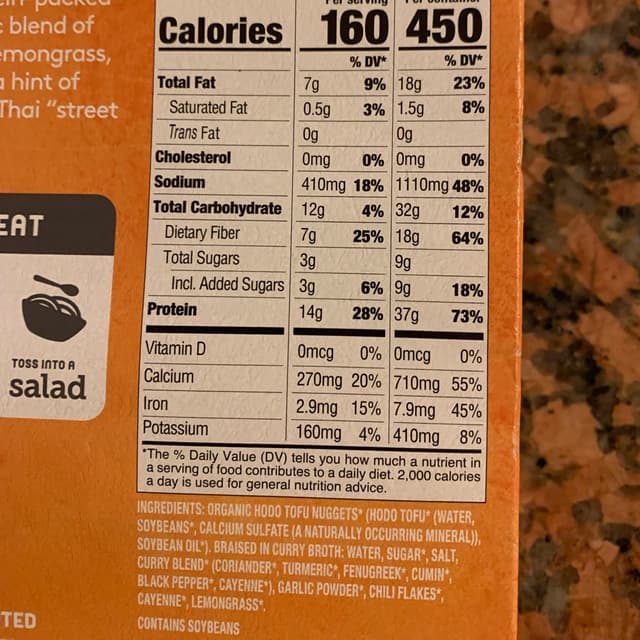 blend of
emongrass,
a hint of
Thai “street
EAT
TOSS INTO A
salad
TED
Per serving
Calories 160 450
% DV* % DV*
Total Fat 7g 9% 18g 23%
Saturated Fat 0.5g 3% 1.5g 8%
Trans Fat 0g 0g
Cholesterol 0mg 0% 0mg 0%
Sodium 410mg 18% 1110mg 48%
Total Carbohydrate 12g 4% 32g 12%
Dietary Fiber 7g 25% 18g 64%
Total Sugars 3g 9g
Incl. Added Sugars 3g 6% 9g 18%
Protein 14g 28% 37g 73%
Vitamin D 0mcg 0% 0mcg 0%
Calcium 270mg 20% 710mg 55%
Iron 2.9mg 15% 7.9mg 45%
Potassium 160mg 4% 410mg 8%
*The % Daily Value (DV) tells you how much a nutrient in
a serving of food contributes to a daily diet. 2,000 calories
a day is used for general nutrition advice.
INGREDIENTS: ORGANIC HODO TOFU NUGGETS* (HODO TOFU* (WATER,
SOYBEANS*, CALCIUM SULFATE (A NATURALLY OCCURRING MINERAL)),
SOYBEAN OIL*). BRAISED IN CURRY BROTH: WATER, SUGAR*, SALT,
CURRY BLEND* (CORIANDER*, TURMERIC*, FENUGREEK*, CUMIN*,
BLACK PEPPER*, CAYENNE*), GARLIC POWDER*, CHILI FLAKES*,
CAYENNE*, LEMONGRASS*.
CONTAINS SOYBEANS